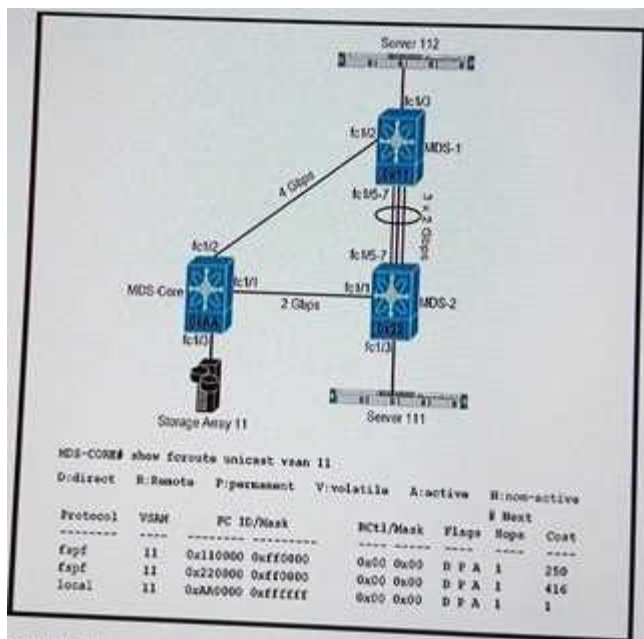 Server 112
fc1/3
fc1/2
MDS-1
0x11
4 Gbps
fc1/5-7
3 x 2 Gbps
fc1/2
fc1/5-7
fc1/1
fc1/1
MDS-Core
2 Gbps
MDS-2
0xAA
0x22
fc1/3
fc1/3
Storage Array 11
Server 111
MDS-CORE# show fcroute unicast vsan 11
D:direct R:Remote P:permanent V:volatile A:active N:non-active
# Next
Protocol VSAN FC ID/Mask RCtl/Mask Flags Hops Cost
-------- ---- ---------------- --------- ----- ---- ----
fspf 11 0x110000 0xff0000 0x00 0x00 D P A 1 250
fspf 11 0x220000 0xff0000 0x00 0x00 D P A 1 416
local 11 0xAA0000 0xffffff 0x00 0x00 D P A 1 1